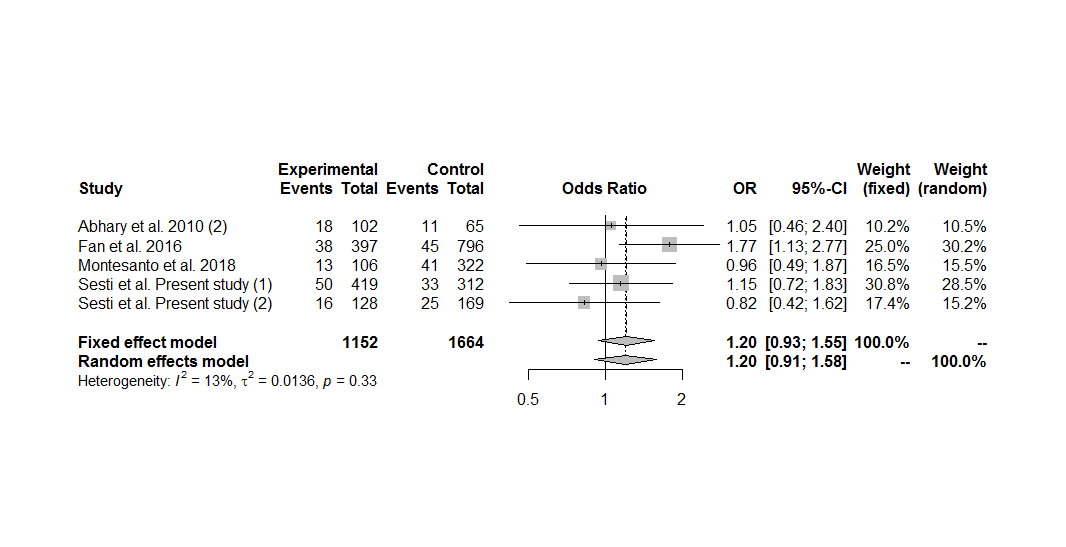 Experimental Control Weight Weight
Study Events Total Events Total Odds Ratio OR 95%-CI (fixed) (random)
Abhary et al. 2010 (2) 18 102 11 65 1.05 [0.46; 2.40] 10.2% 10.5%
Fan et al. 2016 38 397 45 796 1.77 [1.13; 2.77] 25.0% 30.2%
Montesanto et al. 2018 13 106 41 322 0.96 [0.49; 1.87] 16.5% 15.5%
Sesti et al. Present study (1) 50 419 33 312 1.15 [0.72; 1.83] 30.8% 28.5%
Sesti et al. Present study (2) 16 128 25 169 0.82 [0.42; 1.62] 17.4% 15.2%
Fixed effect model 1152 1664 1.20 [0.93; 1.55] 100.0% --
Random effects model 1.20 [0.91; 1.58] -- 100.0%
Heterogeneity: I² = 13%, τ² = 0.0136, p = 0.33
0.5 1 2